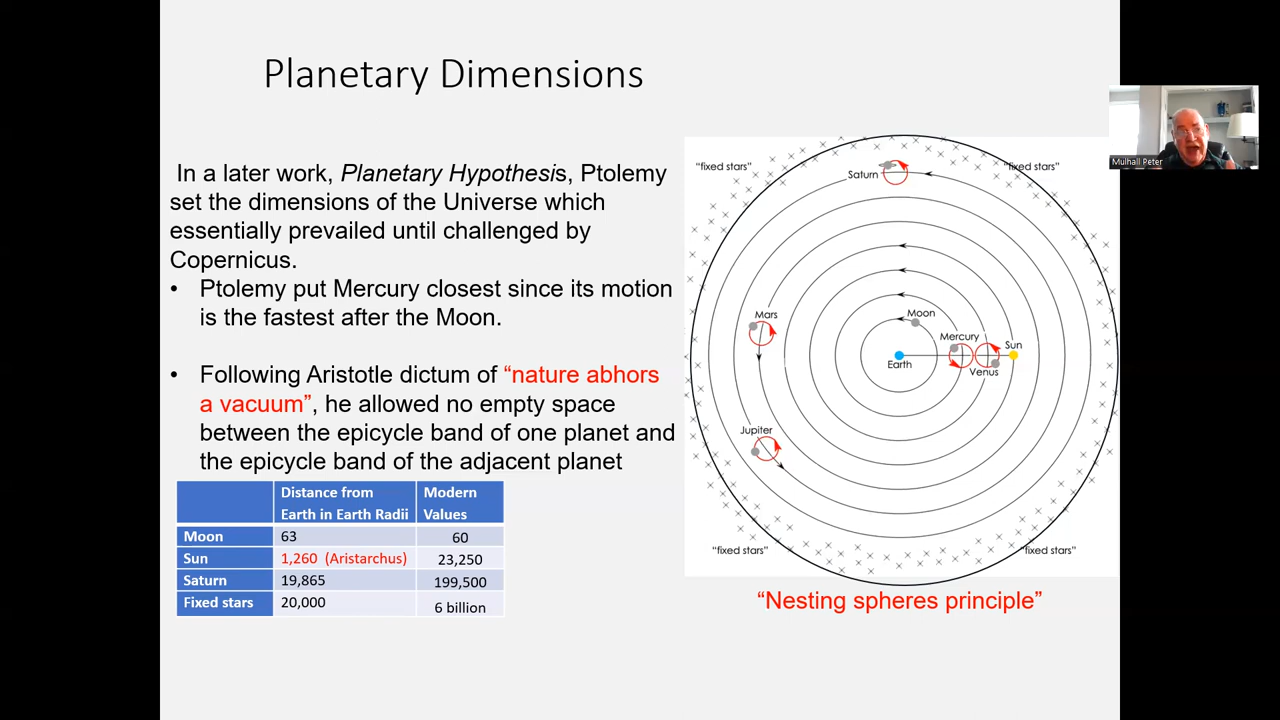 Planetary Dimensions
In a later work, Planetary Hypothesis, Ptolemy
set the dimensions of the Universe which
essentially prevailed until challenged by
Copernicus.
• Ptolemy put Mercury closest since its motion
is the fastest after the Moon.
• Following Aristotle dictum of “nature abhors
a vacuum”, he allowed no empty space
between the epicycle band of one planet and
the epicycle band of the adjacent planet
Distance from Earth in Earth Radii Modern Values
Moon 63 60
Sun 1,260 (Aristarchus) 23,250
Saturn 19,865 199,500
Fixed stars 20,000 6 billion
“fixed stars”
“fixed stars”
Saturn
Mars
Moon
Mercury
Sun
Earth
Venus
Jupiter
“fixed stars”
“fixed stars”
“Nesting spheres principle”
Mulhall Peter